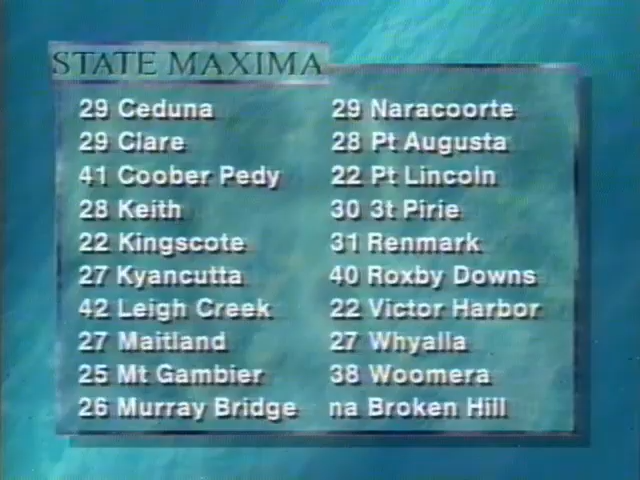 STATE MAXIMA
29 Ceduna
29 Clare
41 Coober Pedy
28 Keith
22 Kingscote
27 Kyancutta
42 Leigh Creek
27 Maitland
25 Mt Gambier
26 Murray Bridge
29 Naracoorte
28 Pt Augusta
22 Pt Lincoln
30 3t Pirie
31 Renmark
40 Roxby Downs
22 Victor Harbor
27 Whyalla
38 Woomera
na Broken Hill